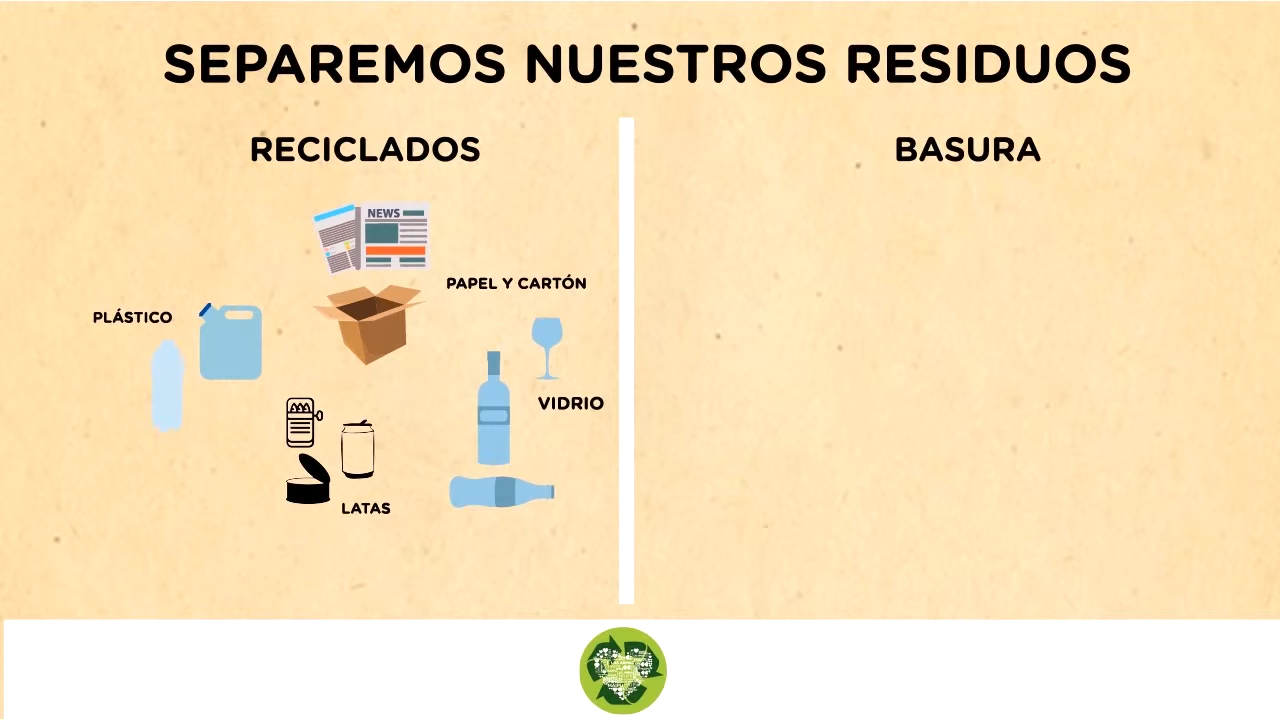 SEPAREMOS NUESTROS RESIDUOS
RECICLADOS
BASURA
NEWS
PAPEL Y CARTÓN
PLÁSTICO
VIDRIO
LATAS